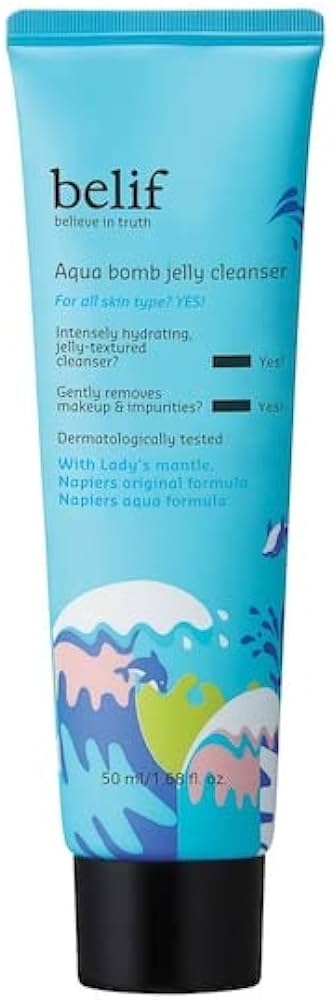 belif
believe in truth
Aqua bomb jelly cleanser
For all skin type? YES!
Intensely hydrating,
jelly-textured
cleanser? Yes!
Gently removes
makeup & impurities? Yes!
Dermatologically tested
With Lady's mantle,
Napiers original formula
Napiers aqua formula
50 ml/1.68 fl. oz.